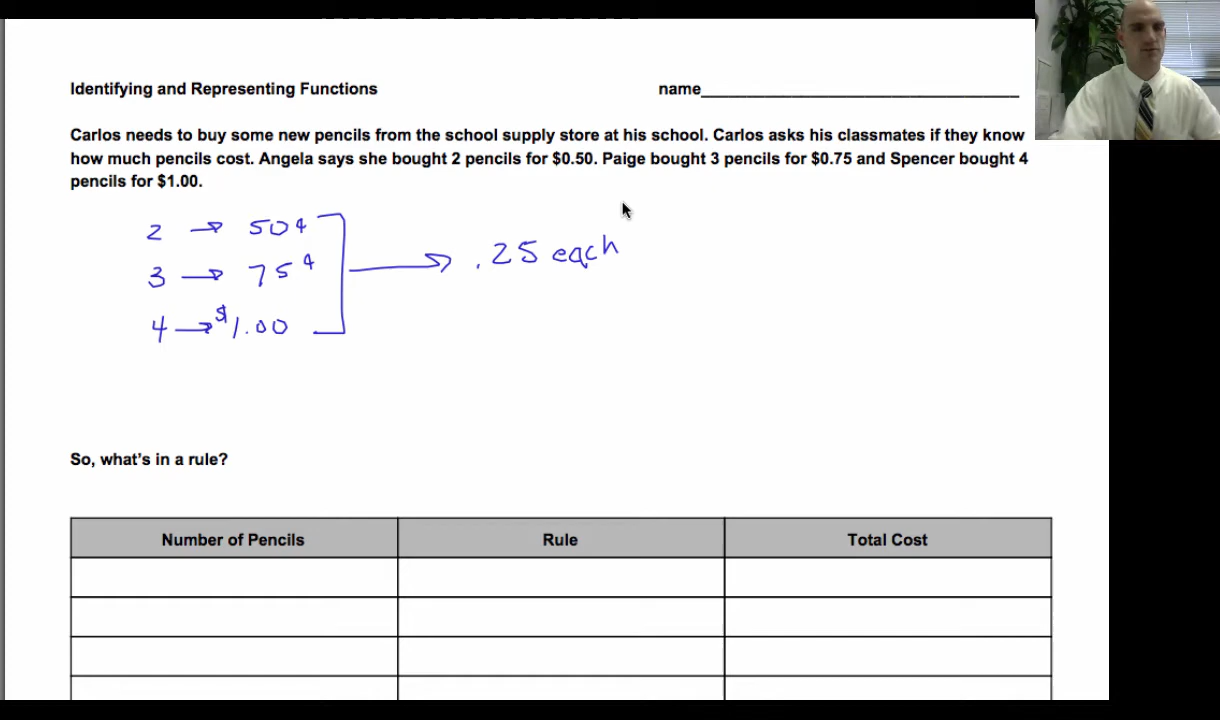 Identifying and Representing Functions name____________________
Carlos needs to buy some new pencils from the school supply store at his school. Carlos asks his classmates if they know
how much pencils cost. Angela says she bought 2 pencils for $0.50. Paige bought 3 pencils for $0.75 and Spencer bought 4
pencils for $1.00.
2 → 50¢
3 → 75¢ → .25 each
4 → $1.00
So, what's in a rule?
Number of Pencils Rule Total Cost